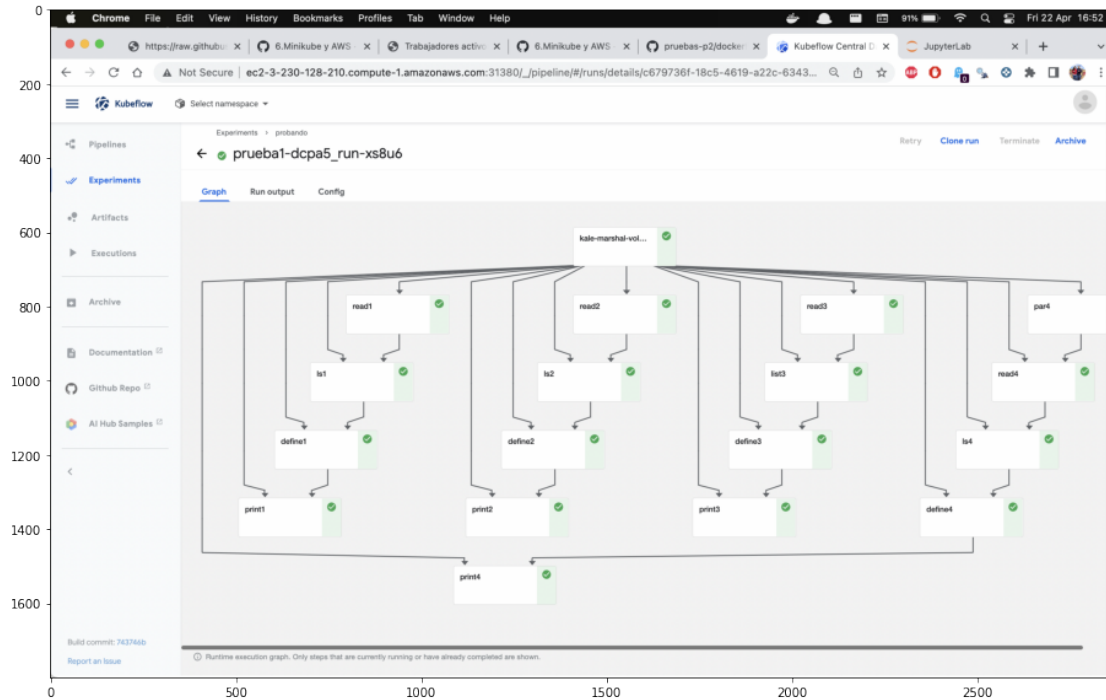 0
Chrome File Edit View History Bookmarks Profiles Tab Window Help 91% Fri 22 Apr 16:52
https://raw.githubu: 6.Minikube y AWS - Trabajadores activo 6.Minikube y AWS - pruebas-p2/docker Kubeflow Central D JupyterLab
Not Secure ec2-3-230-128-210.compute-1.amazonaws.com:31380/_/pipeline/#/runs/details/c679736f-18c5-4619-a22c-6343...
200
Kubeflow Select namespace
Experiments > probando
Pipelines
Retry Clone run Terminate Archive
400
prueba1-dcpa5_run-xs8u6
Experiments
Graph Run output Config
Artifacts
600
kale-marshal-vol...
Executions
Archive
800
read1 read2 read3 par4
Documentation
1000
ls1 ls2 list3 read4
Github Repo
AI Hub Samples
define1 define2 define3 ls4
1200
print1 print2 print3 define4
1400
print4
1600
Build commit: 743746b
Runtime execution graph. Only steps that are currently running or have already completed are shown.
Report an Issue
0 500 1000 1500 2000 2500